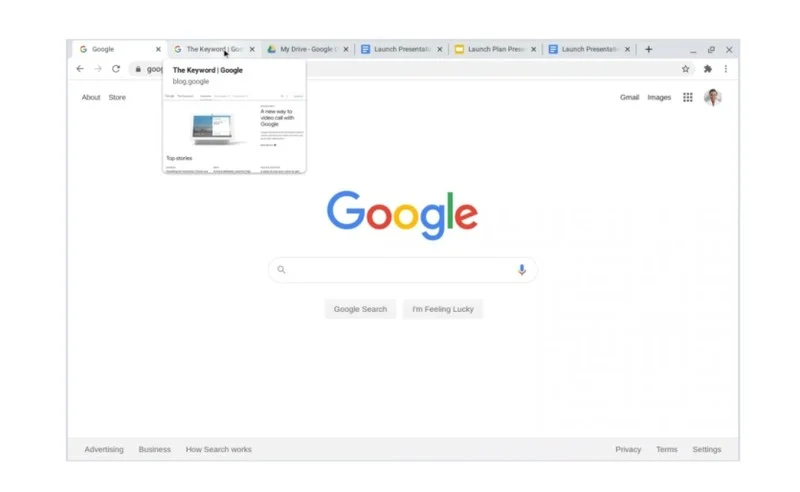 Google
The Keyword | Goo
My Drive - Google D
Launch Presentati
Launch Plan Presen
Launch Presentati
goog
The Keyword | Google
blog.google
A new way to
video call with
Google
Top stories
About Store
Gmail Images
Google
Google Search I'm Feeling Lucky
Advertising Business How Search works
Privacy Terms Settings